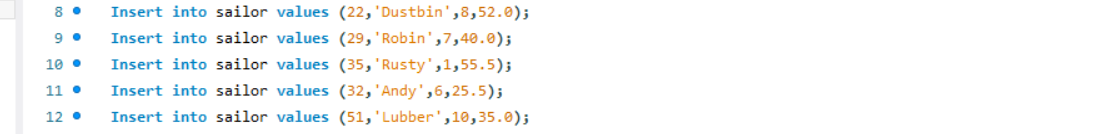 8 Insert into sailor values (22,'Dustbin',8,52.0);
9 Insert into sailor values (29,'Robin',7,40.0);
10 Insert into sailor values (35,'Rusty',1,55.5);
11 Insert into sailor values (32,'Andy',6,25.5);
12 Insert into sailor values (51,'Lubber',10,35.0);